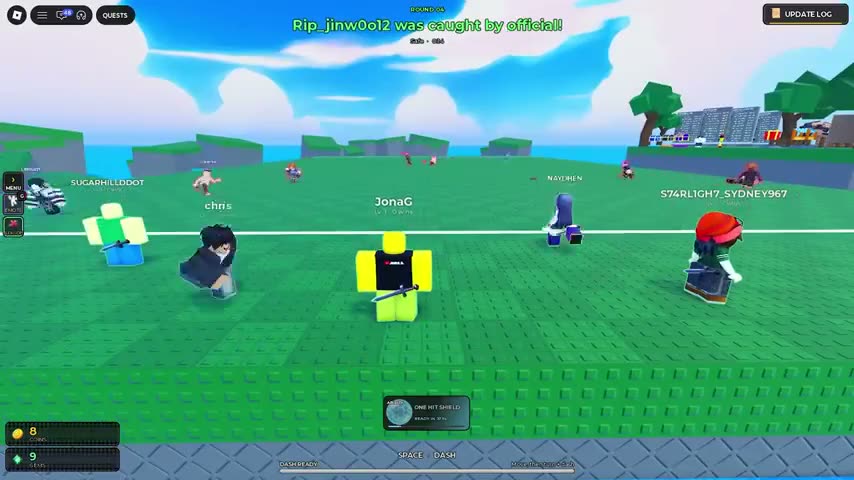 QUESTS
ROUND 04
Rip_jinw0o12 was caught by official!
UPDATE LOG
SUGARHILLDDOT
chris
JonaG
NAYDHEN
S74RL1GH7_SYDNEY967
MENU
ONE HIT SHIELD
8
COINS
9
GEMS
SPACE DASH
DASH READY